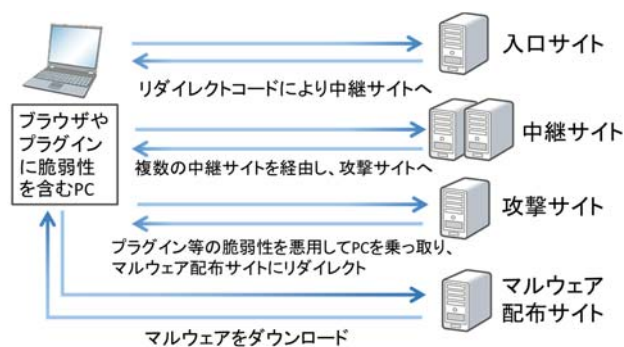 入口サイト
リダイレクトコードにより中継サイトへ
ブラウザや
プラグイン
に脆弱性
を含むPC
中継サイト
複数の中継サイトを経由し、攻撃サイトへ
攻撃サイト
プラグイン等の脆弱性を悪用してPCを乗っ取り、
マルウェア配布サイトにリダイレクト
マルウェア
配布サイト
マルウェアをダウンロード